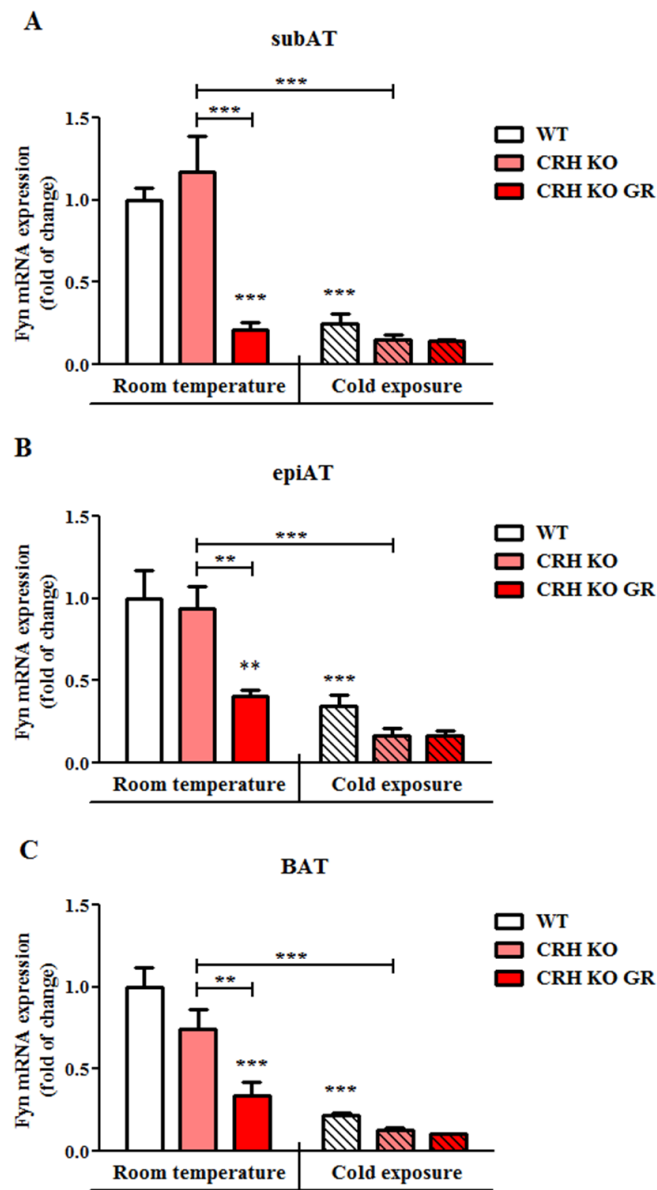 A
subAT
***
***
1.5
1.0
0.5
0.0
Fyn mRNA expression
(fold of change)
***
***
WT
CRH KO
CRH KO GR
Room temperature
Cold exposure
B
epiAT
***
**
1.5
1.0
0.5
0.0
Fyn mRNA expression
(fold of change)
**
***
WT
CRH KO
CRH KO GR
Room temperature
Cold exposure
C
BAT
***
**
1.5
1.0
0.5
0.0
Fyn mRNA expression
(fold of change)
***
***
WT
CRH KO
CRH KO GR
Room temperature
Cold exposure